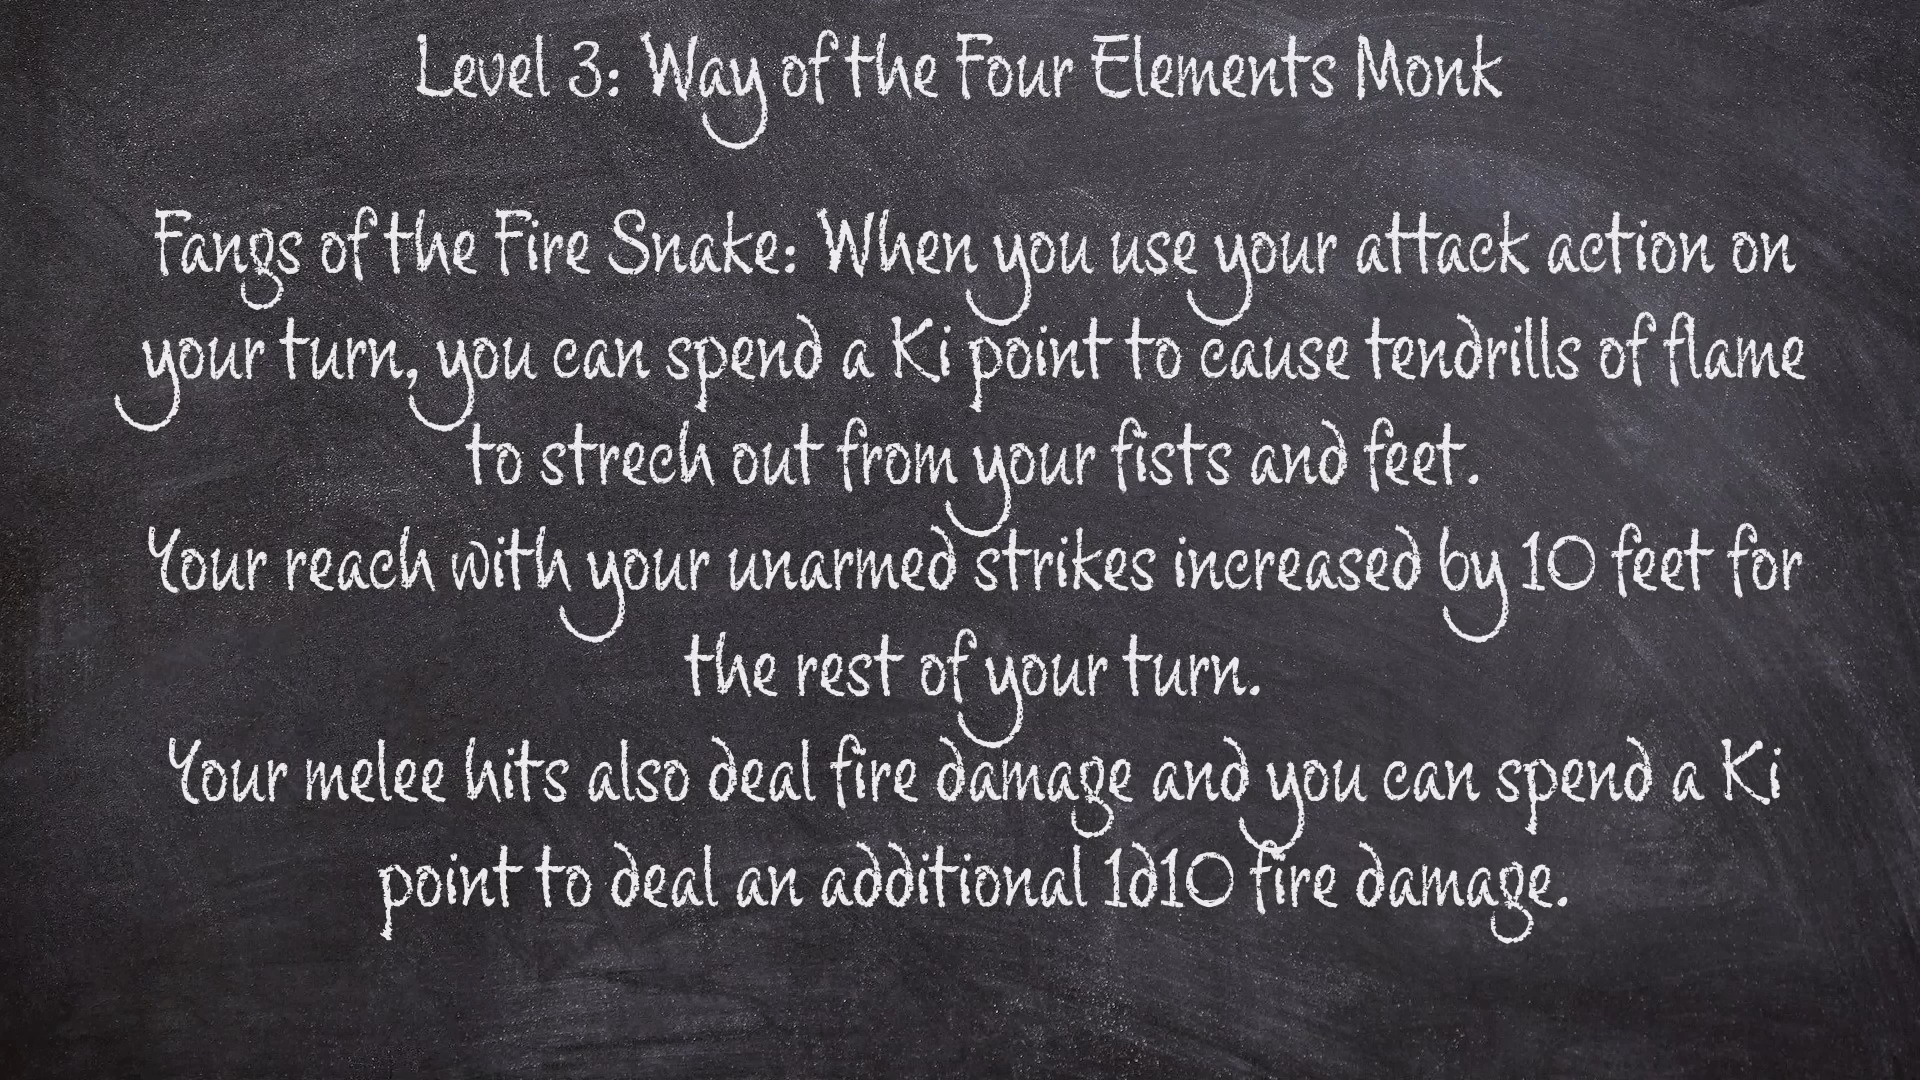 Level 3: Way of the Four Elements Monk
Fangs of the Fire Snake: When you use your attack action on
your turn, you can spend a Ki point to cause tendrills of flame
to strech out from your fists and feet.
Your reach with your unarmed strikes increased by 10 feet for
the rest of your turn.
Your melee hits also deal fire damage and you can spend a Ki
point to deal an additional 1d10 fire damage.